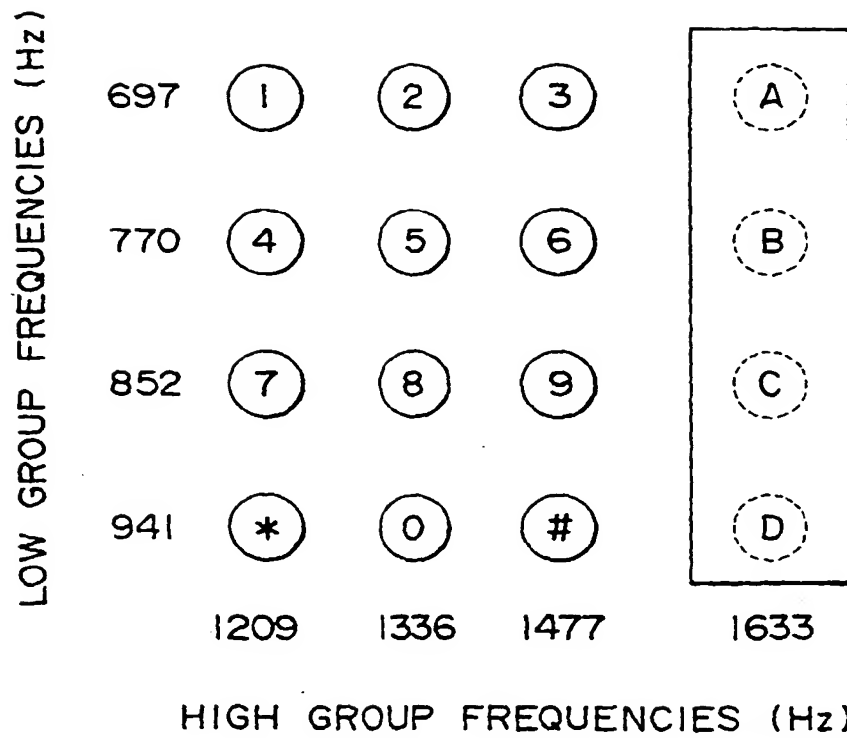 LOW GROUP FREQUENCIES (Hz)
697 1 2 3 A
770 4 5 6 B
852 7 8 9 C
941 * 0 # D
1209 1336 1477 1633
HIGH GROUP FREQUENCIES (Hz)